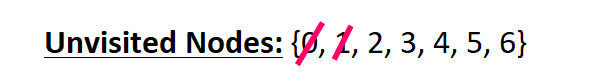 Unvisited Nodes: {0, 1, 2, 3, 4, 5, 6}